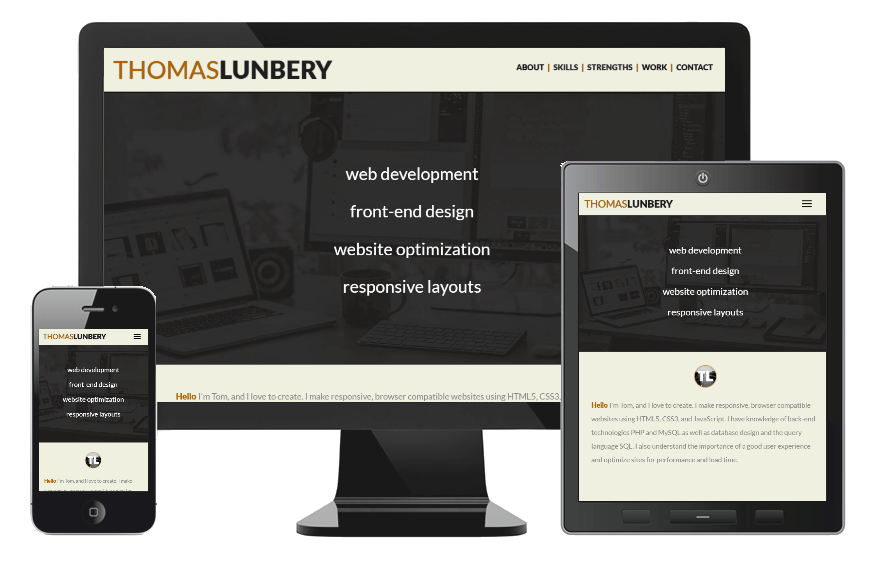 THOMASLUNBERY
ABOUT | SKILLS | STRENGTHS | WORK | CONTACT
web development
front-end design
website optimization
responsive layouts
Hello I'm Tom, and I love to create. I make responsive, browser compatible websites using HTML5, CSS3,
THOMASLUNBERY
web development
front-end design
website optimization
responsive layouts
TL
Hello I'm Tom, and I love to create. I make
THOMASLUNBERY
web development
front-end design
website optimization
responsive layouts
TL
Hello I'm Tom, and I love to create. I make responsive, browser compatible
websites using HTML5, CSS3, and JavaScript. I have knowledge of back-end
technologies PHP and MySQL as well as database design and the query
language SQL. I also understand the importance of a good user experience
and optimize sites for performance and load time.